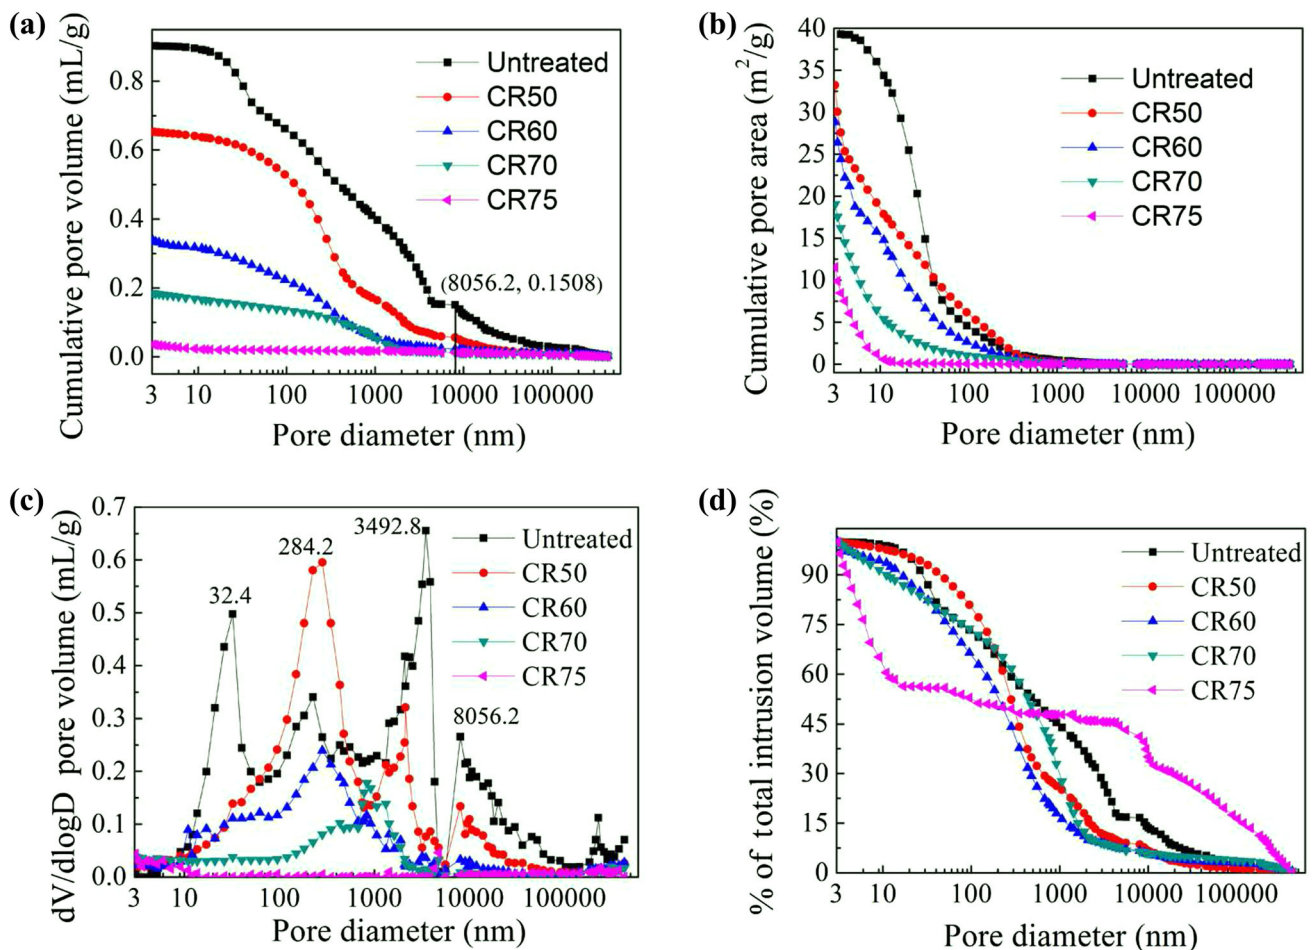 (a)
Cumulative pore volume (mL/g)
0.8
0.6
0.4
0.2
0.0
Untreated
CR50
CR60
CR70
CR75
(8056.2, 0.1508)
3 10 100 1000 10000 100000
Pore diameter (nm)
(b)
Cumulative pore area (m²/g)
40
35
30
25
20
15
10
5
0
Untreated
CR50
CR60
CR70
CR75
3 10 100 1000 10000 100000
Pore diameter (nm)
(c)
dV/dlogD pore volume (mL/g)
0.7
0.6
0.5
0.4
0.3
0.2
0.1
0.0
32.4
284.2
3492.8
8056.2
Untreated
CR50
CR60
CR70
CR75
3 10 100 1000 10000 100000
Pore diameter (nm)
(d)
% of total intrusion volume (%)
90
75
60
45
30
15
0
Untreated
CR50
CR60
CR70
CR75
3 10 100 1000 10000 100000
Pore diameter (nm)